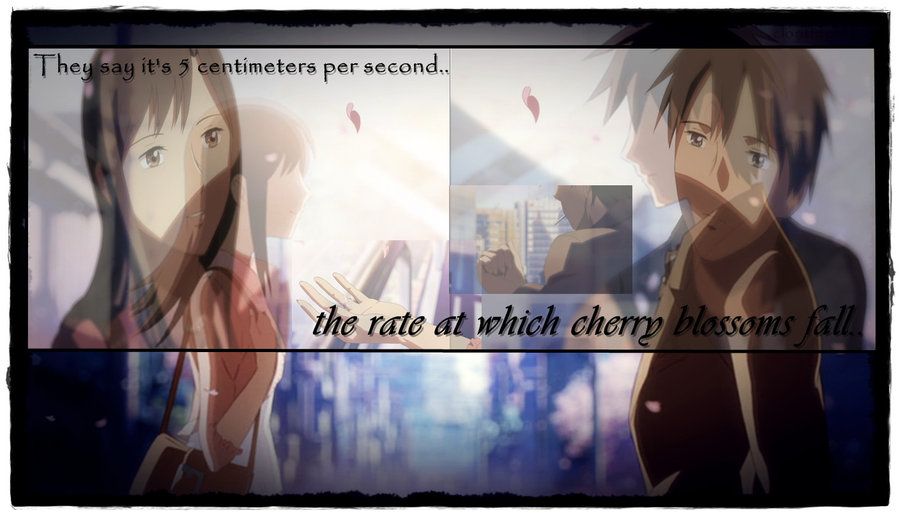 They say it's 5 centimeters per second..
the rate at which cherry blossoms fall..